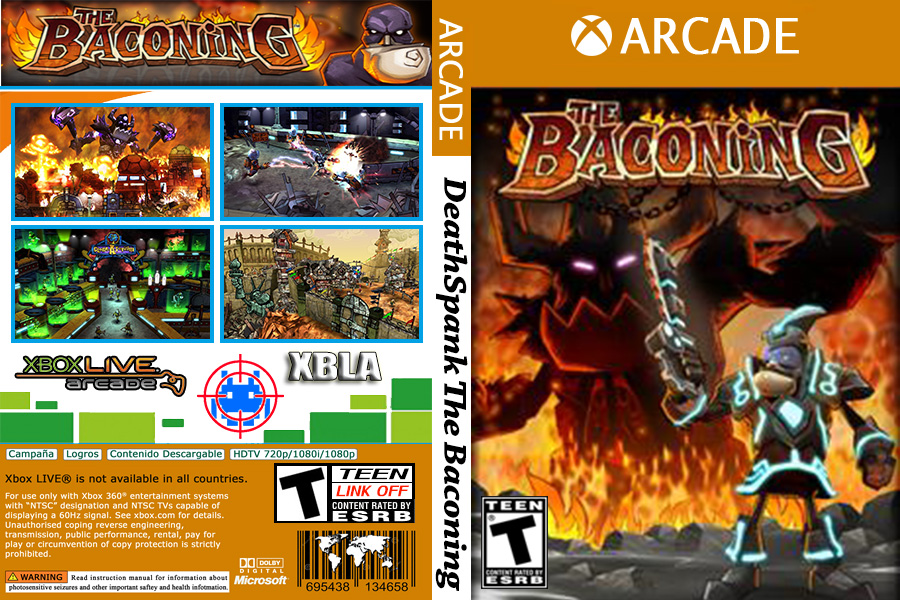 THE
BACONING
XBOX LIVE
arcade
XBLA
Campaña
Logros
Contenido Descargable
HDTV 720p/1080i/1080p
Xbox LIVE® is not available in all countries.
For use only with Xbox 360® entertainment systems
with "NTSC" designation and NTSC TVs capable of
displaying a 60Hz signal. See xbox.com for details.
Unauthorised coping reverse engineering,
transmission, public performance, rental, pay for
play or circumvention of copy protection is strictly
prohibited.
WARNING Read instruction manual for information about
photosensitive seizures and other important saftey and health infotmation.
DOLBY
DIGITAL
Microsoft
T
TEEN
LINK OFF
CONTENT RATED BY
ESRB
695438 134658
ARCADE
DeathSpank The Baconing
ARCADE
THE
BACONING
TEEN
T
CONTENT RATED BY
ESRB